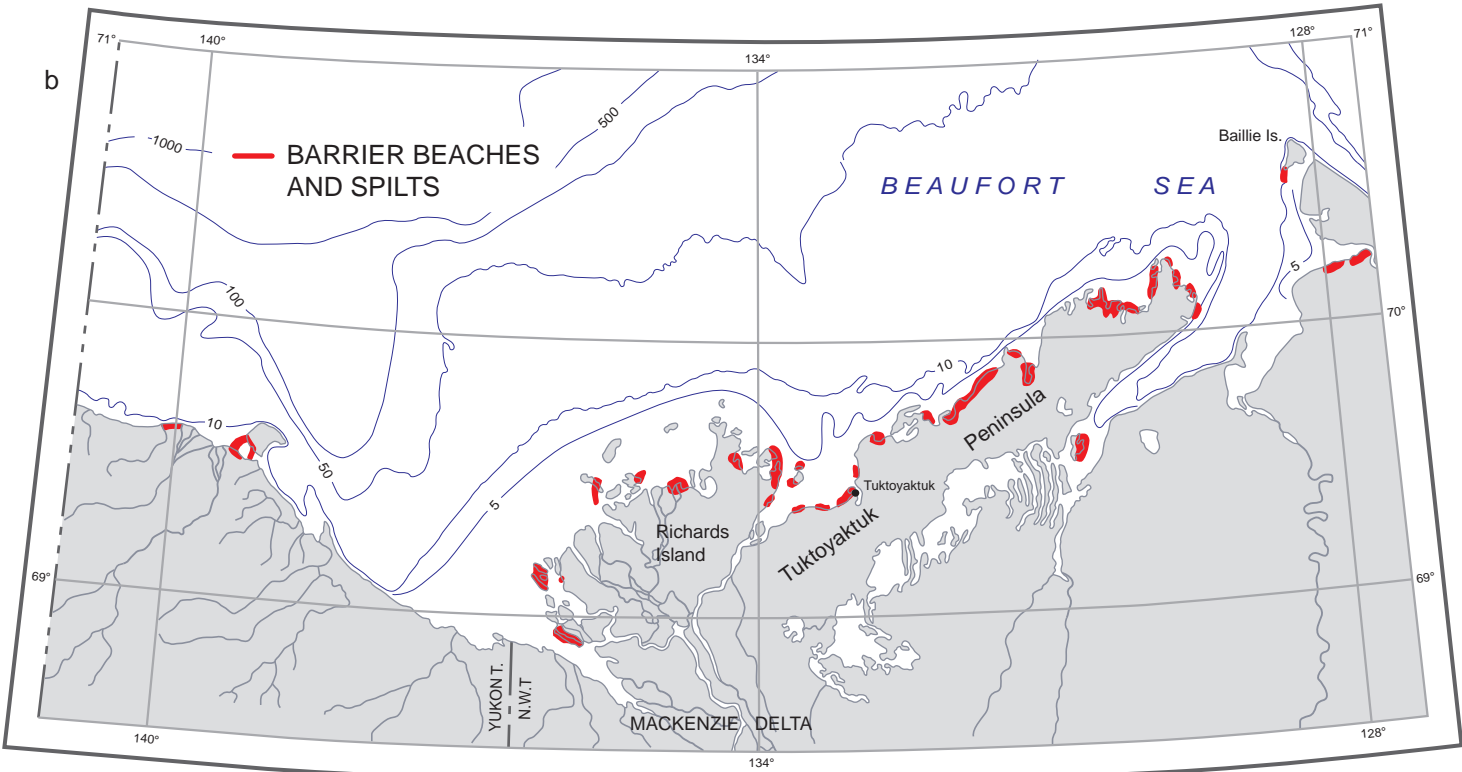 71°
140°
134°
128°
71°
b
500
-1000
BARRIER BEACHES
AND SPILTS
Baillie Is.
BEAUFORT SEA
5
100
70°
10
10
Peninsula
50
5
Tuktoyaktuk
Richards
Island
Tuktoyaktuk
69°
69°
YUKON T.
N.W.T
MACKENZIE DELTA
140°
134°
128°